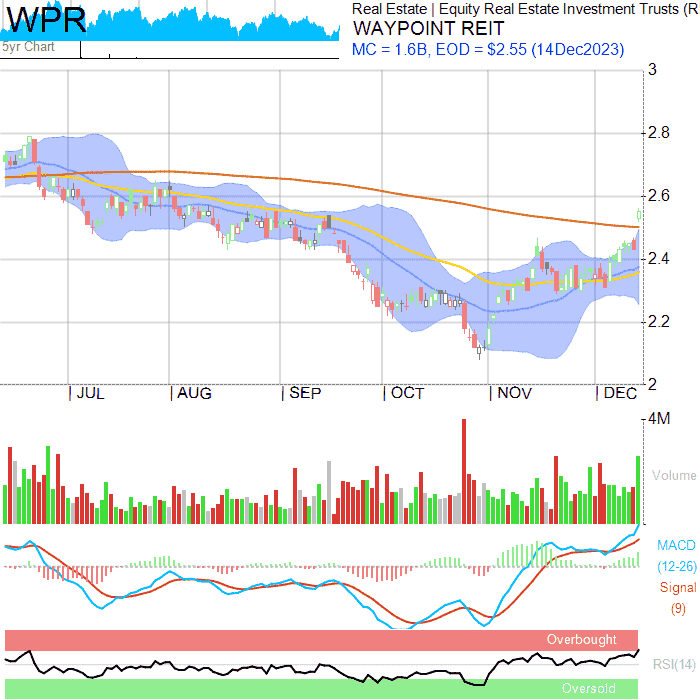 WPR
5yr Chart
Real Estate | Equity Real Estate Investment Trusts (R
WAYPOINT REIT
MC = 1.6B, EOD = $2.55 (14Dec2023)
3
2.8
2.6
2.4
2.2
2
| JUL | AUG | SEP | OCT | NOV | DEC
4M
Volume
MACD
(12-26)
Signal
(9)
Overbought
RSI(14)
Oversold